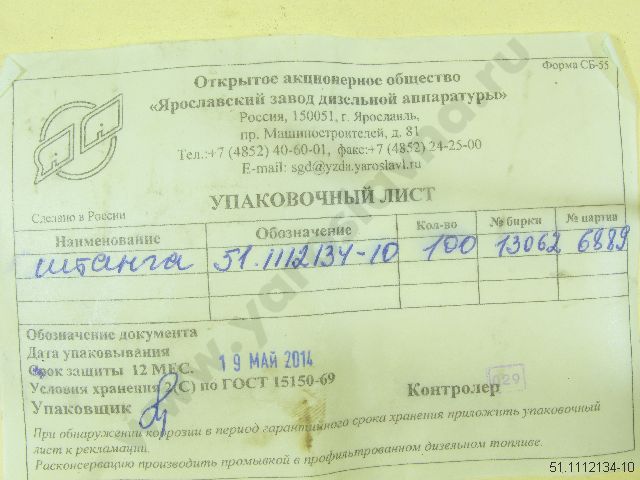 Форма СБ-55
Открытое акционерное общество
«Ярославский завод дизельной аппаратуры»
Россия, 150051, г. Ярославль,
пр. Машиностроителей, д. 81
Тел.:+7 (4852) 40-60-01, факс:+7 (4852) 24-25-00
E-mail: sgd@yzda.yaroslavl.ru
УПАКОВОЧНЫЙ ЛИСТ
Сделано в России
Наименование Обозначение Кол-во № бирки № партии
штанга 51.1112134-10 100 13062 6889
Обозначение документа
Дата упаковывания
Срок защиты 12 МЕС. 19 МАЙ 2014
Условия хранения 2(С) по ГОСТ 15150-69
Упаковщик Контролер 029
При обнаружении коррозии в период гарантийного срока хранения приложить упаковочный
лист к рекламации.
Расконсервацию производить промывкой в профильтрованном дизельном топливе.
51.1112134-10